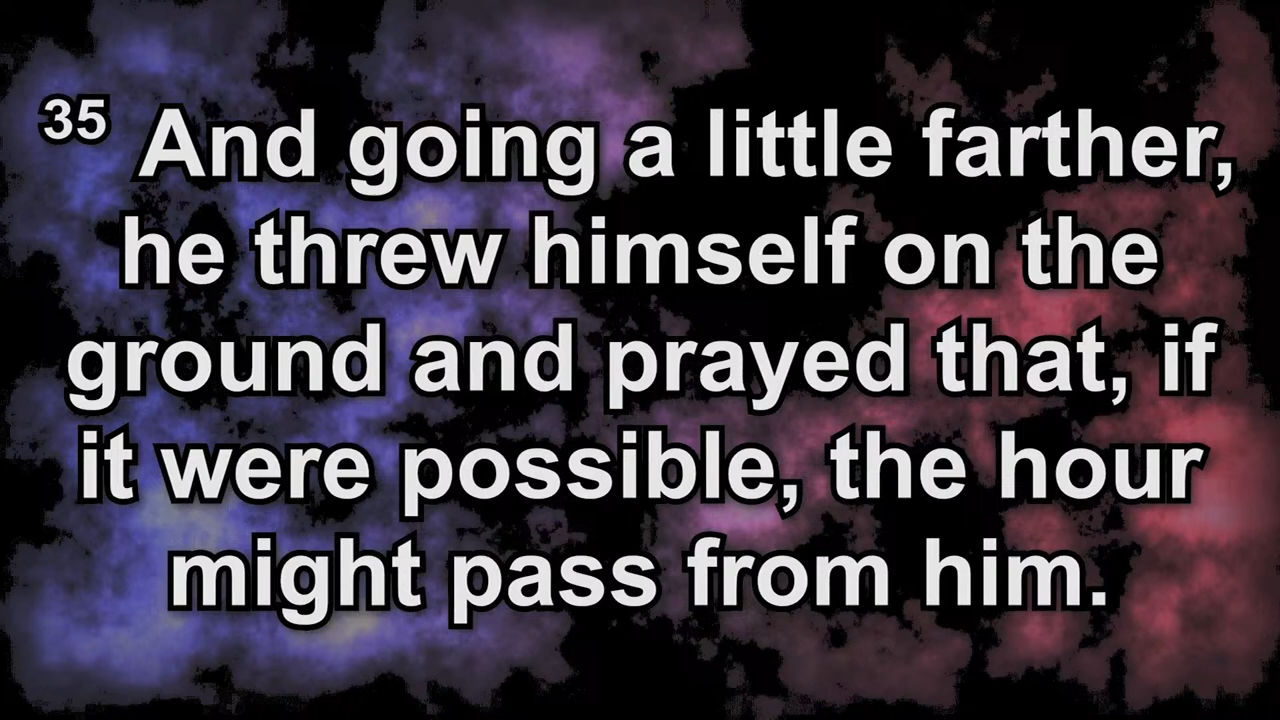 35 And going a little farther,
he threw himself on the
ground and prayed that, if
it were possible, the hour
might pass from him.